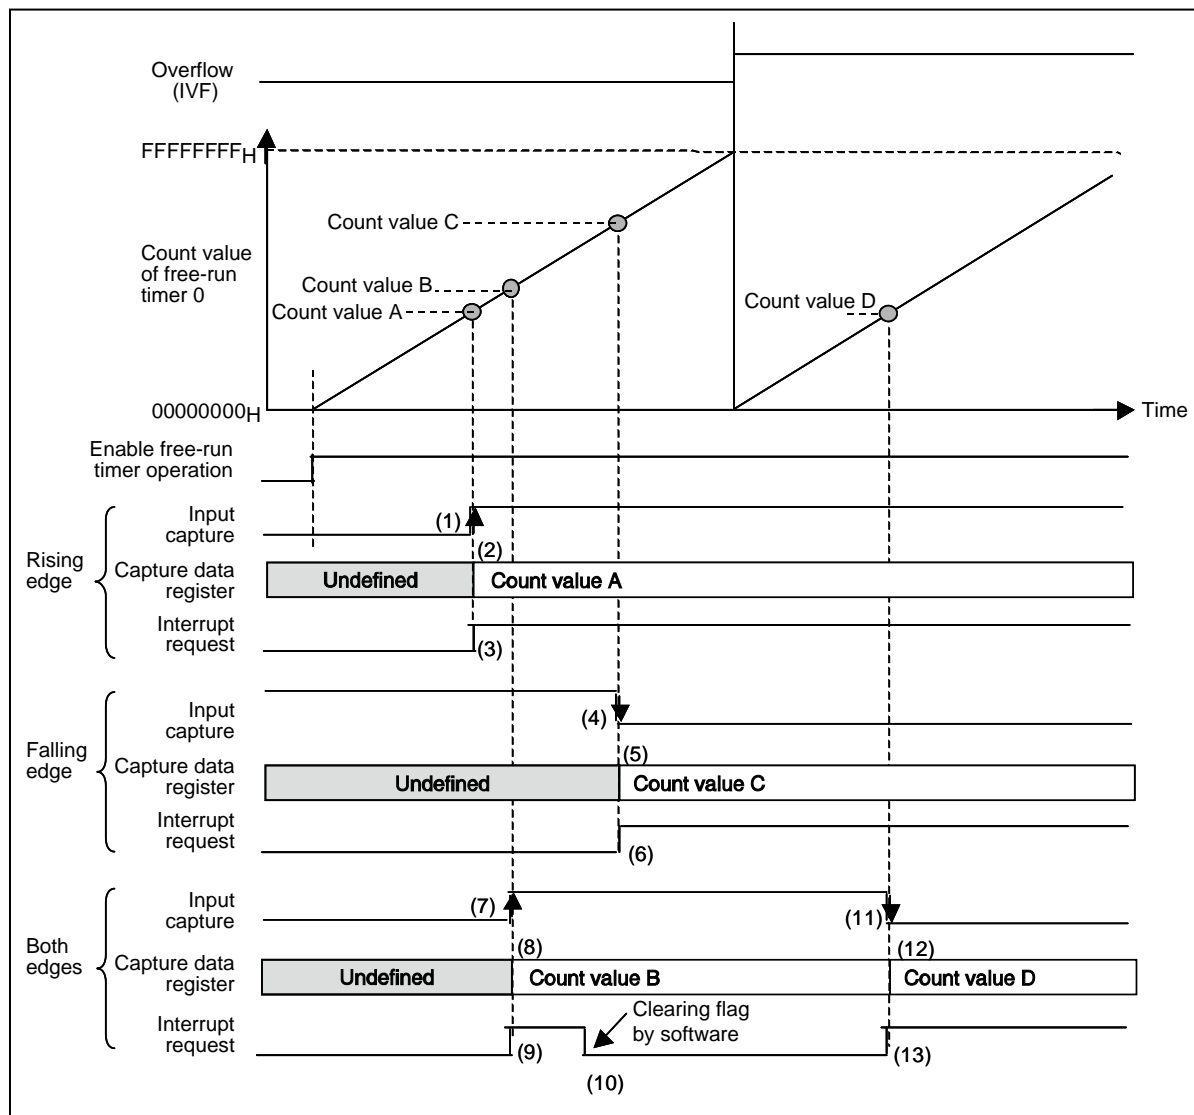 Overflow
(IVF)
FFFFFFFFH
Count value C
Count value
of free-run
timer 0
Count value B
Count value A
Count value D
00000000H
Time
Enable free-run
timer operation
Rising
edge
Input
capture
(1)
(2)
Capture data
register
Undefined
Count value A
Interrupt
request
(3)
Falling
edge
Input
capture
(4)
(5)
Capture data
register
Undefined
Count value C
Interrupt
request
(6)
Both
edges
Input
capture
(7)
(11)
(8)
(12)
Capture data
register
Undefined
Count value B
Count value D
Interrupt
request
(9)
Clearing flag
by software
(10)
(13)